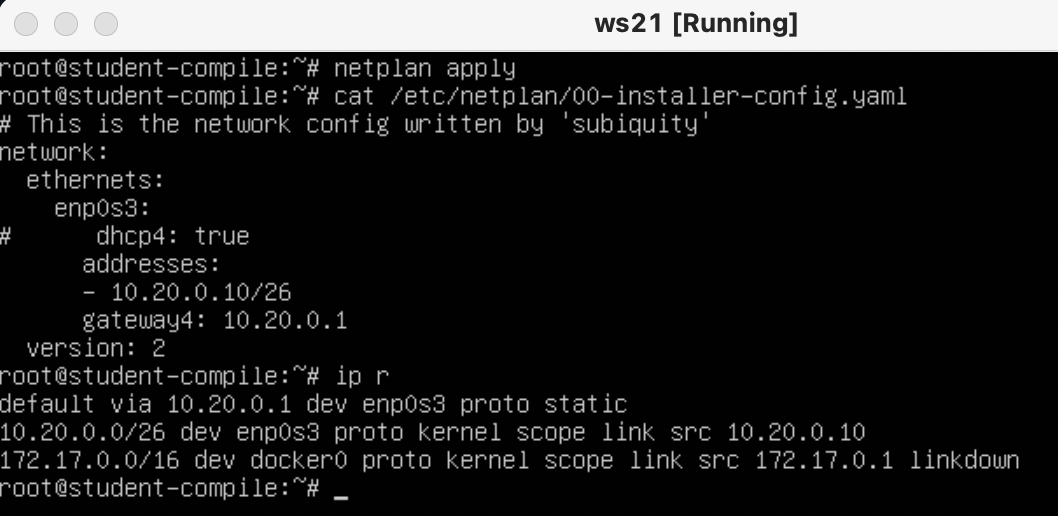 ws21 [Running]
root@student-compile:~# netplan apply
root@student-compile:~# cat /etc/netplan/00-installer-config.yaml
# This is the network config written by 'subiquity'
network:
  ethernets:
    enp0s3:
#      dhcp4: true
      addresses:
      - 10.20.0.10/26
      gateway4: 10.20.0.1
  version: 2
root@student-compile:~# ip r
default via 10.20.0.1 dev enp0s3 proto static
10.20.0.0/26 dev enp0s3 proto kernel scope link src 10.20.0.10
172.17.0.0/16 dev docker0 proto kernel scope link src 172.17.0.1 linkdown
root@student-compile:~# _